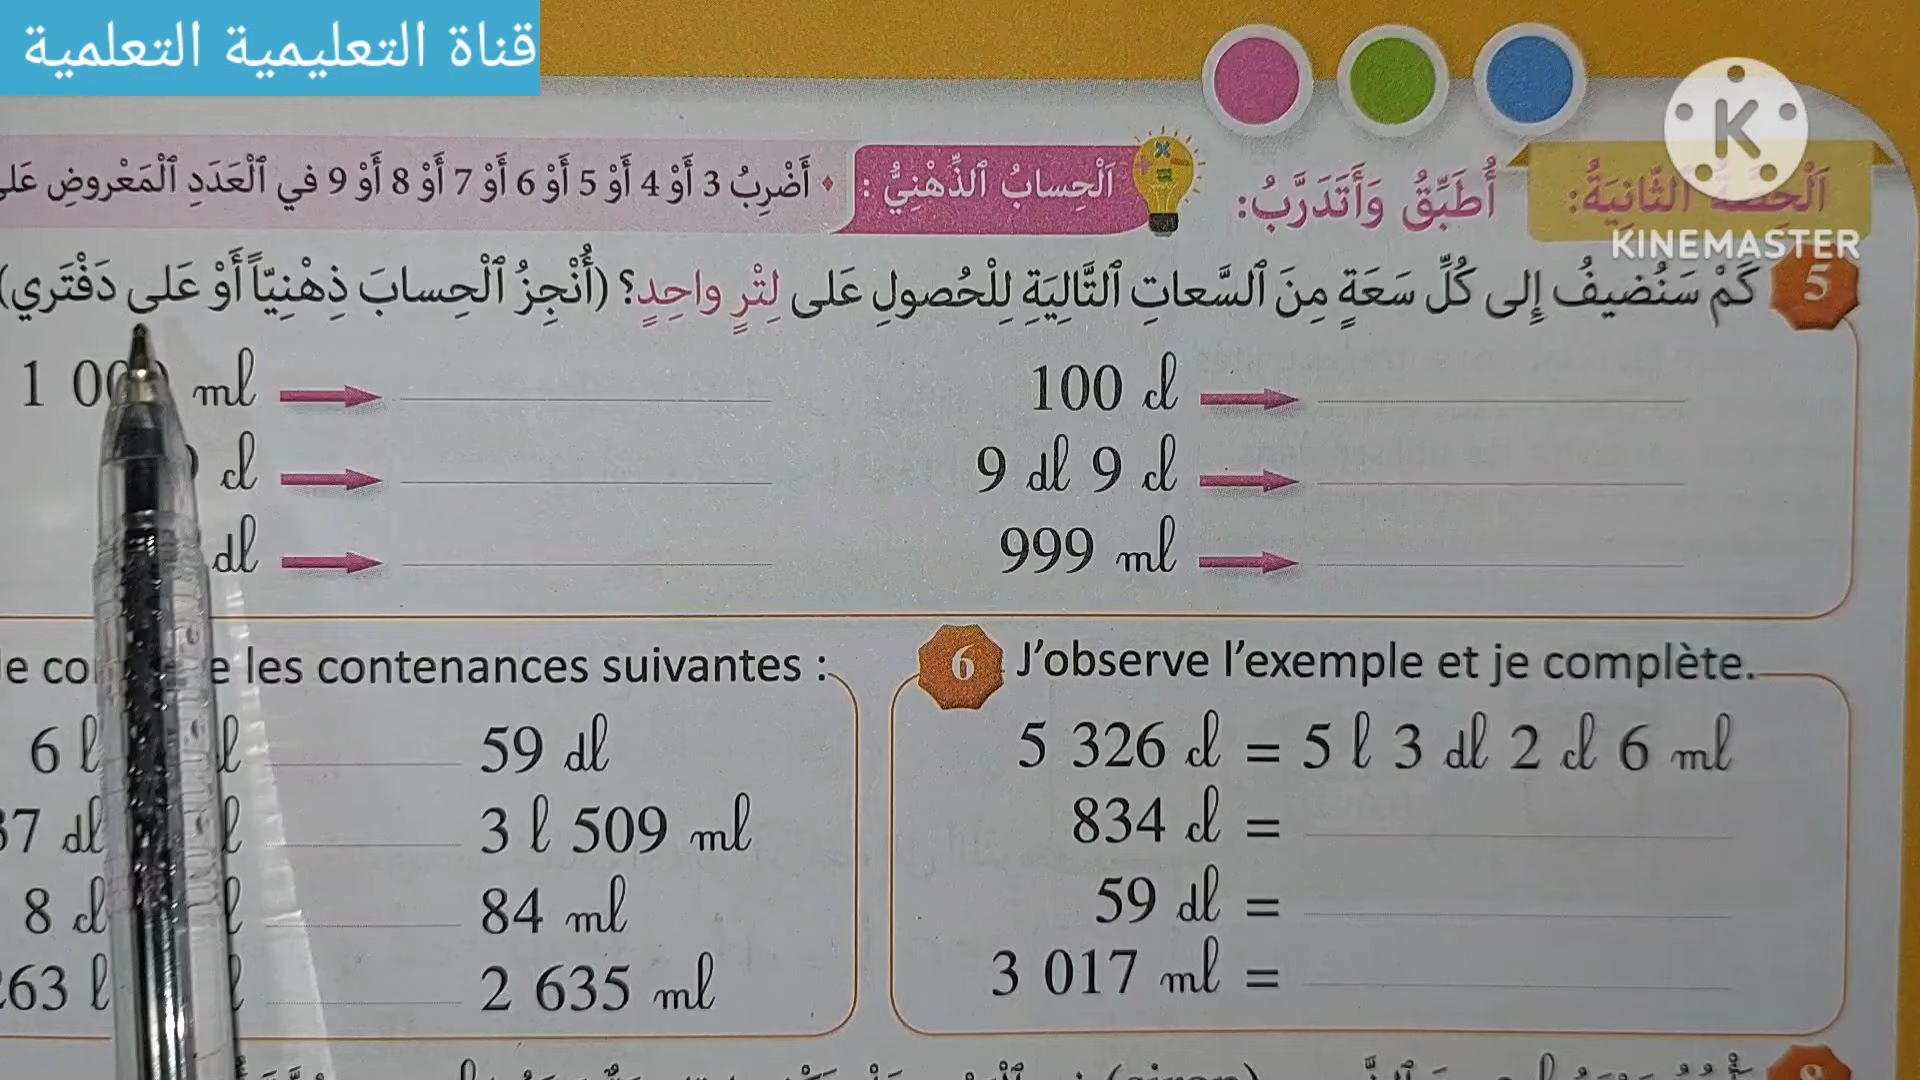 قناة التعليمية التعلمية
KINEMASTER
أُطَبِّقُ وَأَتَدَرَّبُ:
اَلْحِسابُ ٱلذِّهْنِيُّ : • أَضْرِبُ 3 أَوْ 4 أَوْ 5 أَوْ 6 أَوْ 7 أَوْ 8 أَوْ 9 في ٱلْعَدَدِ ٱلْمَعْروضِ
5 كَمْ سَنُضيفُ إِلى كُلِّ سَعَةٍ مِنَ ٱلسَّعاتِ ٱلتَّالِيَةِ لِلْحُصولِ عَلى لِتْرٍ واحِدٍ؟ (أُنْجِزُ ٱلْحِسابَ ذِهْنِيّاً أَوْ عَلى دَفْتَري)
ml
100 cl
cl
9 dl 9 cl
dl
999 ml
les contenances suivantes :
6 l 59 dl
dl 3 l 509 ml
8 cl 84 ml
l 2 635 ml
6 J’observe l’exemple et je complète.
5 326 cl = 5 l 3 dl 2 cl 6 ml
834 cl =
59 dl =
3 017 ml =